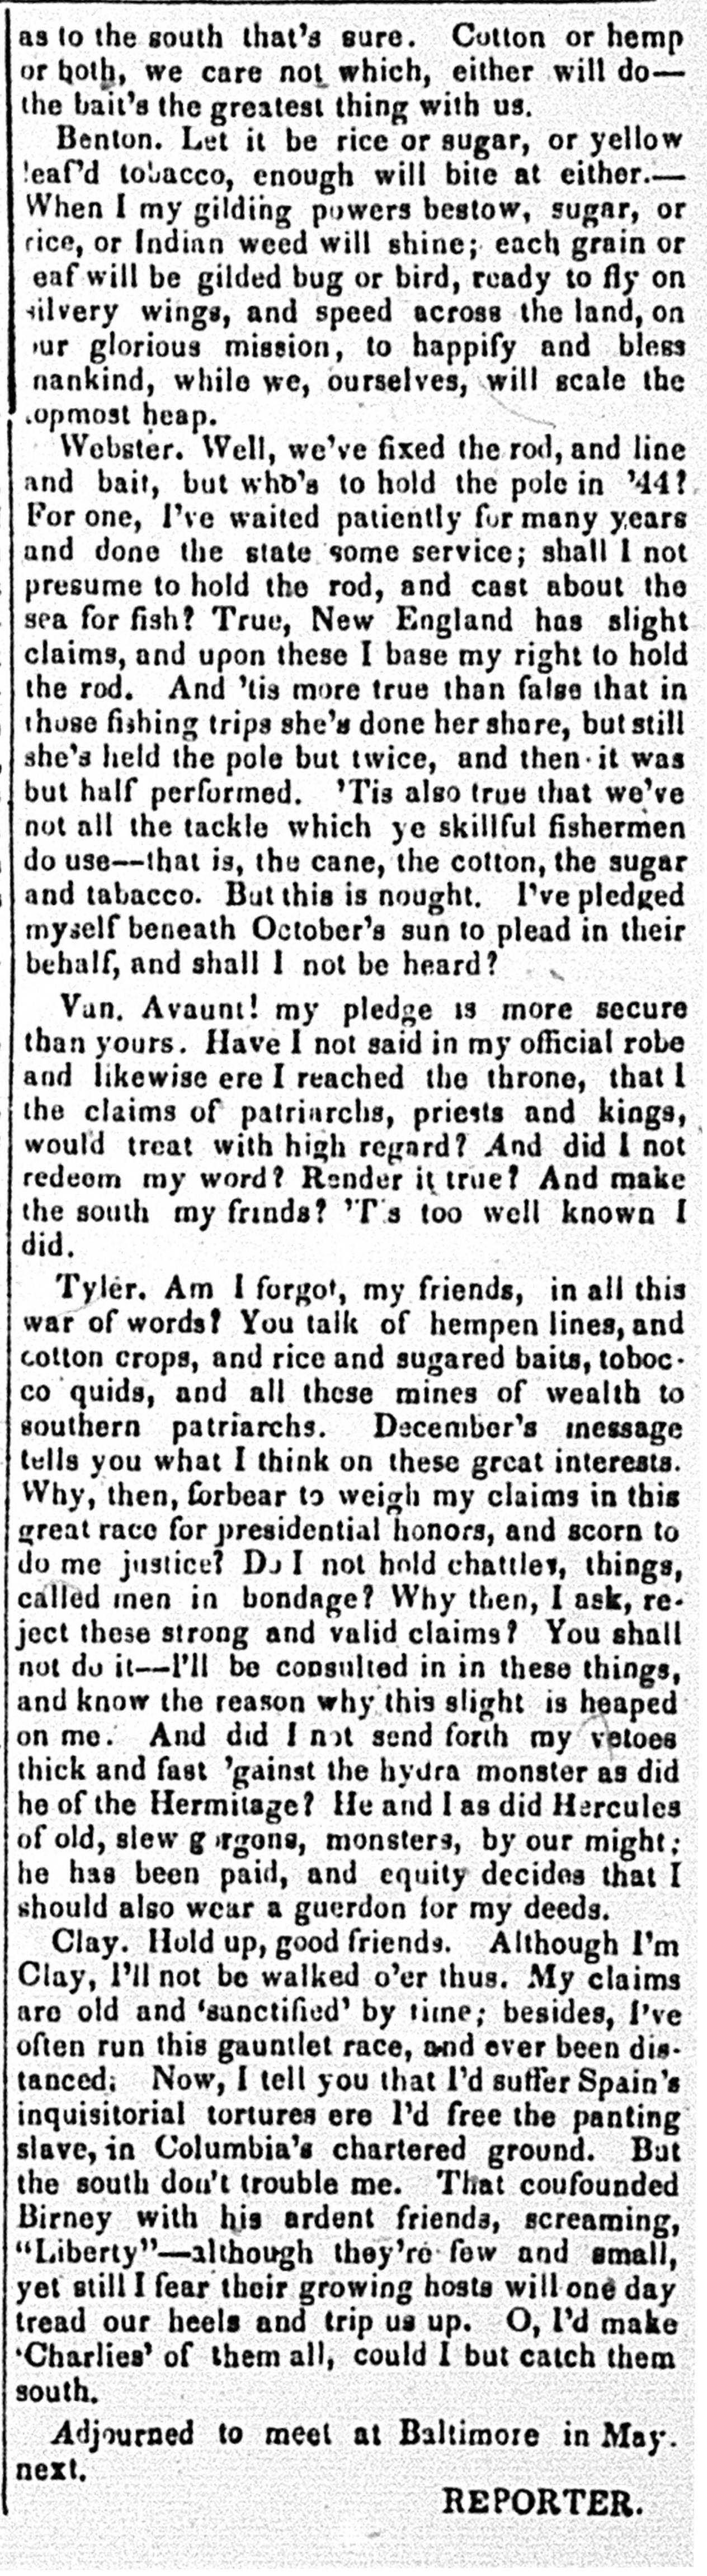 as to the south that's sure. Cotton or hemp
or both, we care not which, either will do—
the bait's the greatest thing with us.
Benton. Let it be rice or sugar, or yellow
leaf'd tobacco, enough will bite at either.—
When I my gilding powers bestow, sugar, or
rice, or Indian weed will shine; each grain or
eaf will be gilded bug or bird, ready to fly on
silvery wings, and speed across the land, on
ur glorious mission, to happify and bless
nankind, while we, ourselves, will scale the
opmost heap.
Webster. Well, we've fixed the rod, and line
and bait, but who's to hold the pole in '44?
For one, I've waited patiently for many years
and done the state some service; shall I not
presume to hold the rod, and cast about the
sea for fish? True, New England has slight
claims, and upon these I base my right to hold
the rod. And 'tis more true than false that in
those fishing trips she's done her share, but still
she's held the pole but twice, and then it was
but half performed. 'Tis also true that we've
not all the tackle which ye skillful fishermen
do use—that is, the cane, the cotton, the sugar
and tabacco. But this is nought. I've pledged
myself beneath October's sun to plead in their
behalf, and shall I not be heard?
Van. Avaunt! my pledge is more secure
than yours. Have I not said in my official robe
and likewise ere I reached the throne, that I
the claims of patriarchs, priests and kings,
would treat with high regard? And did I not
redeem my word? Render it true? And make
the south my frinds? 'T's too well known I
did.
Tyler. Am I forgot, my friends, in all this
war of words? You talk of hempen lines, and
cotton crops, and rice and sugared baits, toboc-
co quids, and all these mines of wealth to
southern patriarchs. December's message
tells you what I think on these great interests.
Why, then, forbear to weigh my claims in this
great race for presidential honors, and scorn to
do me justice? Do I not hold chattles, things,
called men in bondage? Why then, I ask, re-
ject these strong and valid claims? You shall
not do it—I'll be consulted in in these things,
and know the reason why this slight is heaped
on me. And did I not send forth my vetoes
thick and fast 'gainst the hydra monster as did
he of the Hermitage? He and I as did Hercules
of old, slew gorgons, monsters, by our might;
he has been paid, and equity decides that I
should also wear a guerdon for my deeds.
Clay. Hold up, good friends. Although I'm
Clay, I'll not be walked o'er thus. My claims
are old and 'sanctified' by time; besides, I've
often run this gauntlet race, and ever been dis-
tanced; Now, I tell you that I'd suffer Spain's
inquisitorial tortures ere I'd free the panting
slave, in Columbia's chartered ground. But
the south don't trouble me. That coufounded
Birney with his ardent friends, screaming,
"Liberty"—although they're few and small,
yet still I fear their growing hosts will one day
tread our heels and trip us up. O, I'd make
'Charlies' of them all, could I but catch them
south.
Adjourned to meet at Baltimore in May.
next.
REPORTER.